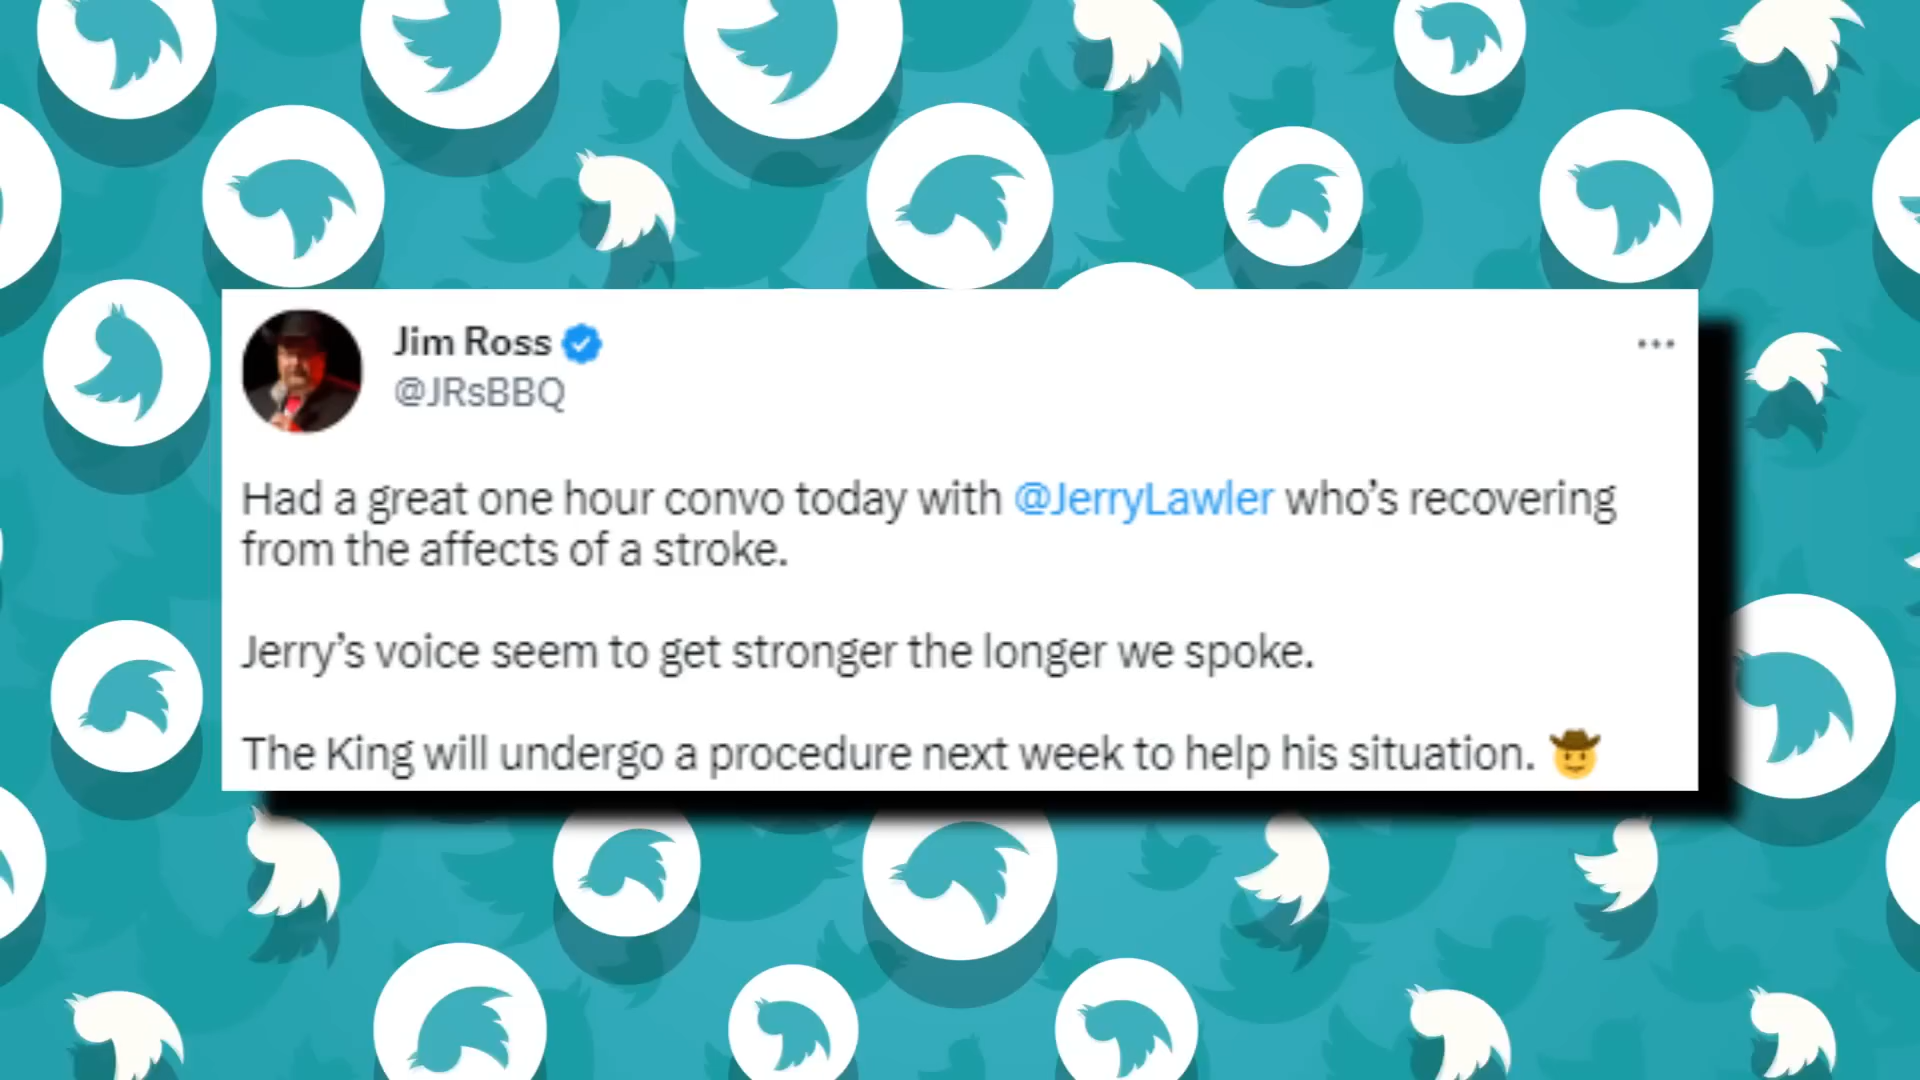 Jim Ross
@JRsBBQ
Had a great one hour convo today with @JerryLawler who's recovering
from the affects of a stroke.
Jerry's voice seem to get stronger the longer we spoke.
The King will undergo a procedure next week to help his situation. 🤠